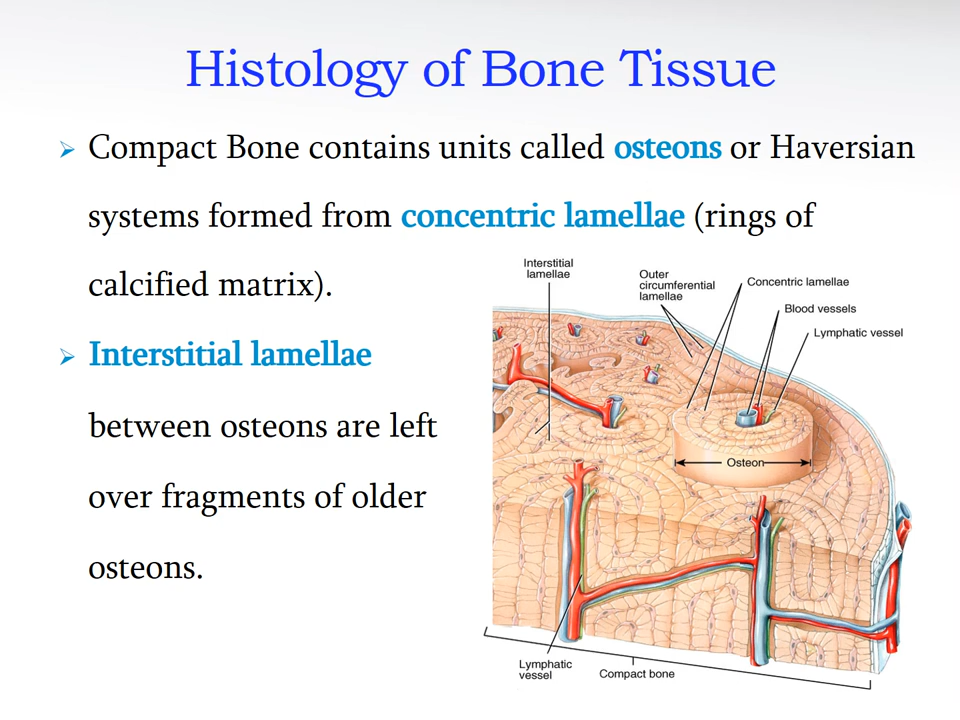 Histology of Bone Tissue
Compact Bone contains units called osteons or Haversian
systems formed from concentric lamellae (rings of
calcified matrix).
Interstitial lamellae
between osteons are left
over fragments of older
osteons.
Interstitial
lamellae
Outer
circumferential
lamellae
Concentric lamellae
Blood vessels
Lymphatic vessel
Osteon
Lymphatic
vessel
Compact bone